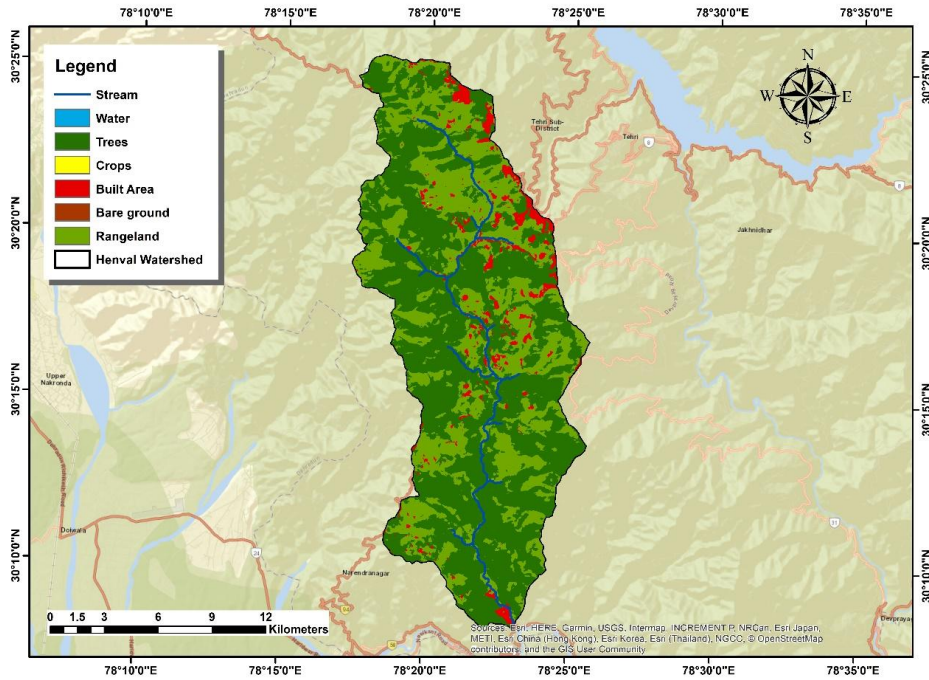 78°10'0"E 78°15'0"E 78°20'0"E 78°25'0"E 78°30'0"E 78°35'0"E
30°25'0"N
30°20'0"N
30°15'0"N
30°10'0"N
Legend
Stream
Water
Trees
Crops
Built Area
Bare ground
Rangeland
Henval Watershed
N
W E
S
Tehri Sub-
District
Tehri
Jakhnidhar
Upper
Nakronda
Doiwala
Narendranagar
0 1.5 3 6 9 12
Kilometers
Sources: Esri, HERE, Garmin, USGS, Intermap, INCREMENT P, NRCan, Esri Japan,
METI, Esri China (Hong Kong), Esri Korea, Esri (Thailand), NGCC, © OpenStreetMap
contributors, and the GIS User Community
30°25'0"N
30°20'0"N
30°15'0"N
30°10'0"N
78°10'0"E 78°15'0"E 78°20'0"E 78°25'0"E 78°30'0"E 78°35'0"E